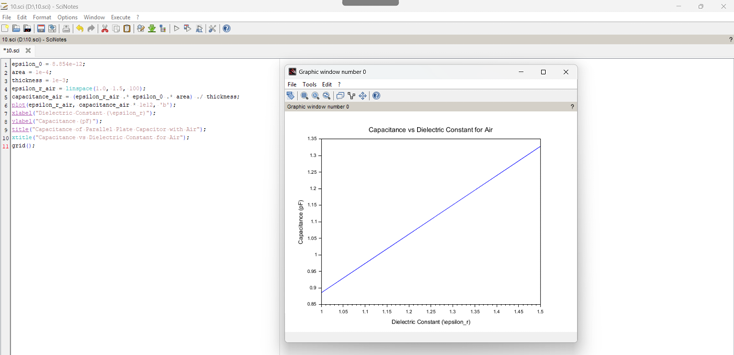 10.sci (D:\10.sci) - SciNotes
File Edit Format Options Window Execute ?
10.sci (D:\10.sci) - SciNotes ?
*10.sci
1 epsilon_0 = 8.854e-12;
2 area = 1e-4;
3 thickness = 1e-3;
4 epsilon_r_air = linspace(1.0, 1.5, 100);
5 capacitance_air = (epsilon_r_air .* epsilon_0 .* area) ./ thickness;
6 plot(epsilon_r_air, capacitance_air * 1e12, 'b');
7 xlabel("Dielectric Constant (\epsilon_r)");
8 ylabel("Capacitance (pF)");
9 title("Capacitance of Parallel Plate Capacitor with Air");
10 xtitle("Capacitance vs Dielectric Constant for Air");
11 grid();
Graphic window number 0
File Tools Edit ?
Graphic window number 0 ?
Capacitance vs Dielectric Constant for Air
1.35
1.3
1.25
1.2
1.15
1.1
1.05
1
0.95
0.9
0.85
Capacitance (pF)
1 1.05 1.1 1.15 1.2 1.25 1.3 1.35 1.4 1.45 1.5
Dielectric Constant (\epsilon_r)